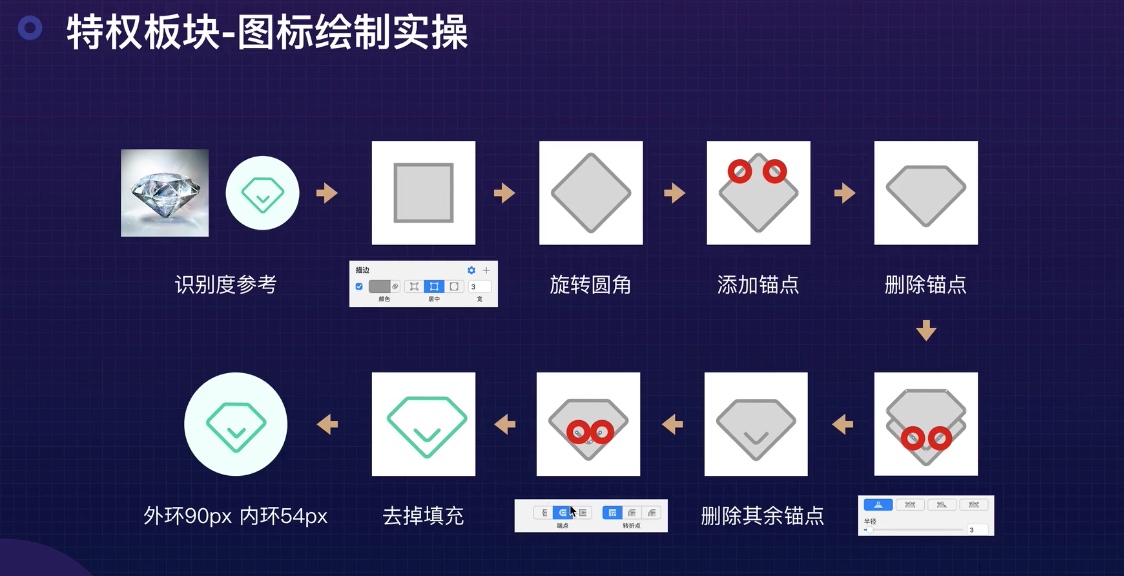 特权板块-图标绘制实操
识别度参考
描边
3
颜色
居中
宽
旋转圆角
添加锚点
删除锚点
外环90px 内环54px
去掉填充
端点
转折点
删除其余锚点
半径
3